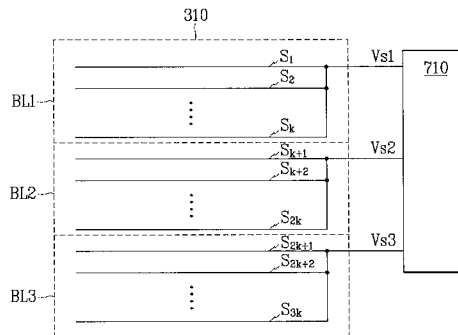 310
S1
Vs1
710
S2
BL1
Sk
Sk+1
Vs2
Sk+2
BL2
S2k
S2k+1
Vs3
S2k+2
BL3
S3k